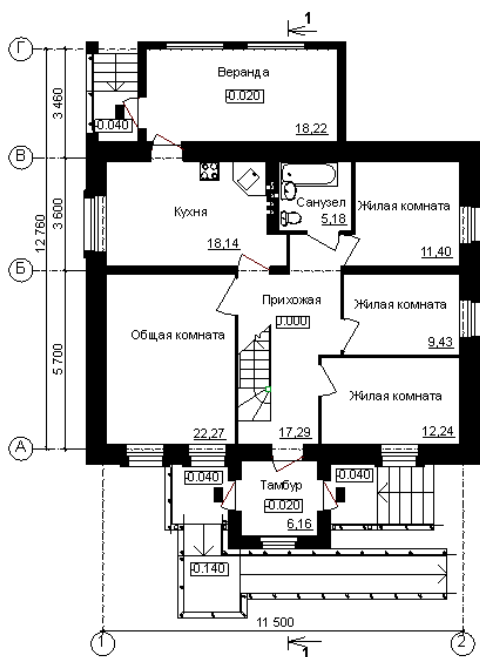 1
Г
Веранда
-0.020
18,22
-0.040
3 460
В
Кухня
18,14
Санузел
5,18
Жилая комната
11,40
3 600
12 760
Б
Прихожая
0.000
Общая комната
Жилая комната
9,43
5 700
Жилая комната
22,27
17,29
12,24
А
-0.040
Тамбур
-0.020
6,16
-0.040
-0.140
11 500
1
2
1